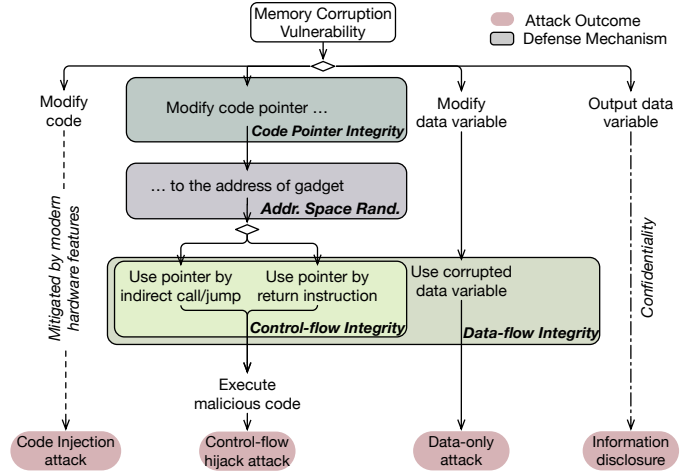 Memory Corruption
Vulnerability
Attack Outcome
Defense Mechanism
Modify
code
Modify code pointer ...
Code Pointer Integrity
Modify
data variable
Output data
variable
... to the address of gadget
Addr. Space Rand.
Mitigated by modern
hardware features
Confidentiality
Use pointer by
indirect call/jump
Use pointer by
return instruction
Control-flow Integrity
Use corrupted
data variable
Data-flow Integrity
Execute
malicious code
Code Injection
attack
Control-flow
hijack attack
Data-only
attack
Information
disclosure